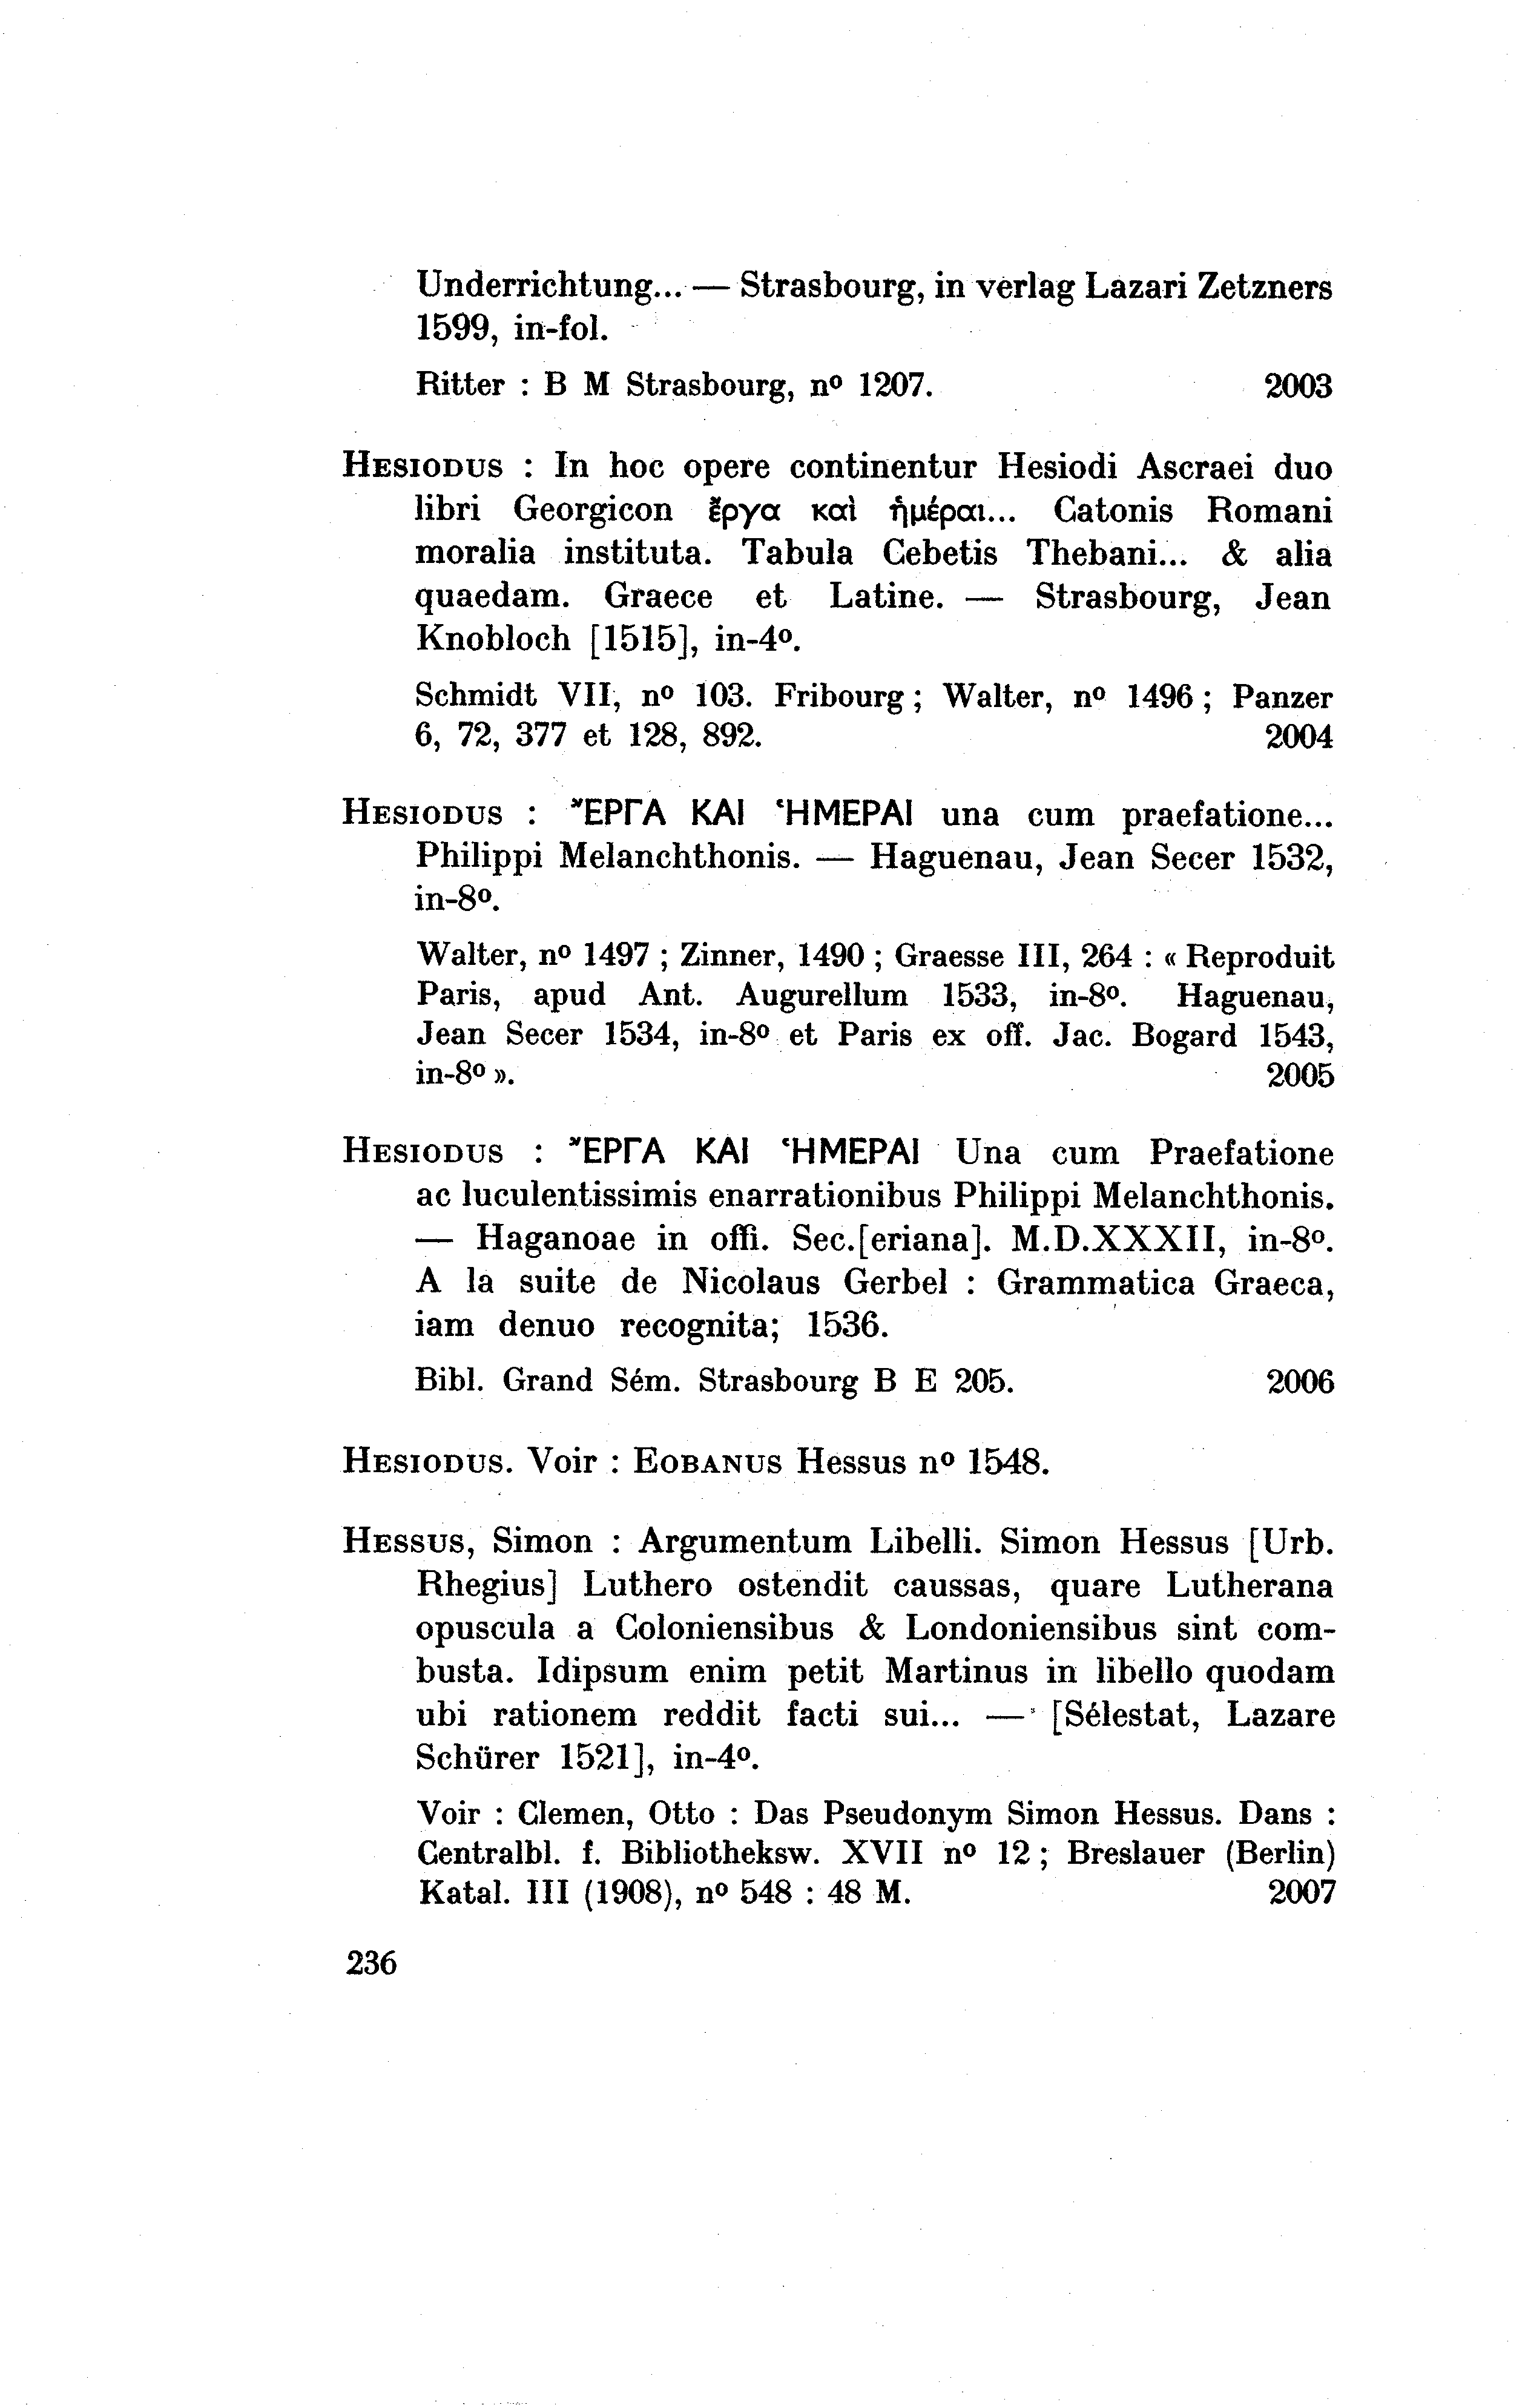 Underrichtung... — Strasbourg, in verlag Lazari Zetzners
1599, in-fol.
Ritter : B M Strasbourg, nº 1207. 2003
HESIODUS : In hoc opere continentur Hesiodi Ascraei duo
libri Georgicon ἔργα καὶ ἡμέραι... Catonis Romani
moralia instituta. Tabula Cebetis Thebani... & alia
quaedam. Graece et Latine. — Strasbourg, Jean
Knobloch [1515], in-4º.
Schmidt VII, nº 103. Fribourg ; Walter, nº 1496 ; Panzer
6, 72, 377 et 128, 892. 2004
HESIODUS : ῎ΕΡΓΑ ΚΑΙ ῾ΗΜΕΡΑΙ una cum praefatione...
Philippi Melanchthonis. — Haguenau, Jean Secer 1532,
in-8º.
Walter, nº 1497 ; Zinner, 1490 ; Graesse III, 264 : « Reproduit
Paris, apud Ant. Augurellum 1533, in-8º. Haguenau,
Jean Secer 1534, in-8º et Paris ex off. Jac. Bogard 1543,
in-8º ». 2005
HESIODUS : ῎ΕΡΓΑ ΚΑΙ ῾ΗΜΕΡΑΙ Una cum Praefatione
ac luculentissimis enarrationibus Philippi Melanchthonis.
— Haganoae in offi. Sec.[eriana]. M.D.XXXII, in-8º.
A la suite de Nicolaus Gerbel : Grammatica Graeca,
iam denuo recognita; 1536.
Bibl. Grand Sém. Strasbourg B E 205. 2006
HESIODUS. Voir : EOBANUS Hessus nº 1548.
HESSUS, Simon : Argumentum Libelli. Simon Hessus [Urb.
Rhegius] Luthero ostendit caussas, quare Lutherana
opuscula a Coloniensibus & Londoniensibus sint com-
busta. Idipsum enim petit Martinus in libello quodam
ubi rationem reddit facti sui... — [Sélestat, Lazare
Schürer 1521], in-4º.
Voir : Clemen, Otto : Das Pseudonym Simon Hessus. Dans :
Centralbl. f. Bibliotheksw. XVII nº 12 ; Breslauer (Berlin)
Katal. III (1908), nº 548 : 48 M. 2007
236